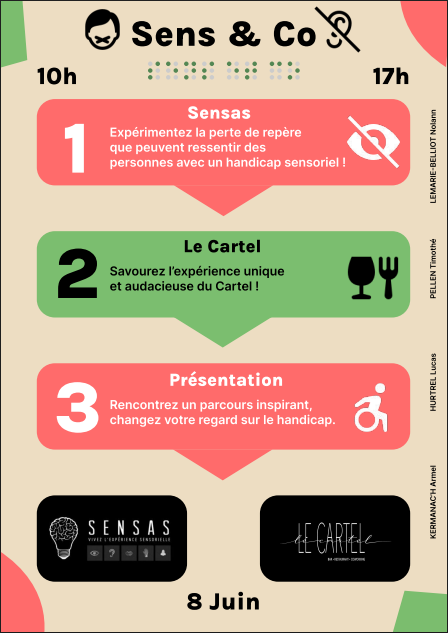 Sens & Co
10h
17h
Sensas
1
Expérimentez la perte de repère
que peuvent ressentir des
personnes avec un handicap sensoriel !
Le Cartel
2
Savourez l’expérience unique
et audacieuse du Cartel !
Présentation
3
Rencontrez un parcours inspirant,
changez votre regard sur le handicap.
LEMARIE-BELLIOT Nolann
PELLEN Timothé
HURTREL Lucas
KERMANAC'H Armel
SENSAS
VIVEZ L'EXPÉRIENCE SENSORIELLE
LE CARTEL
8 Juin